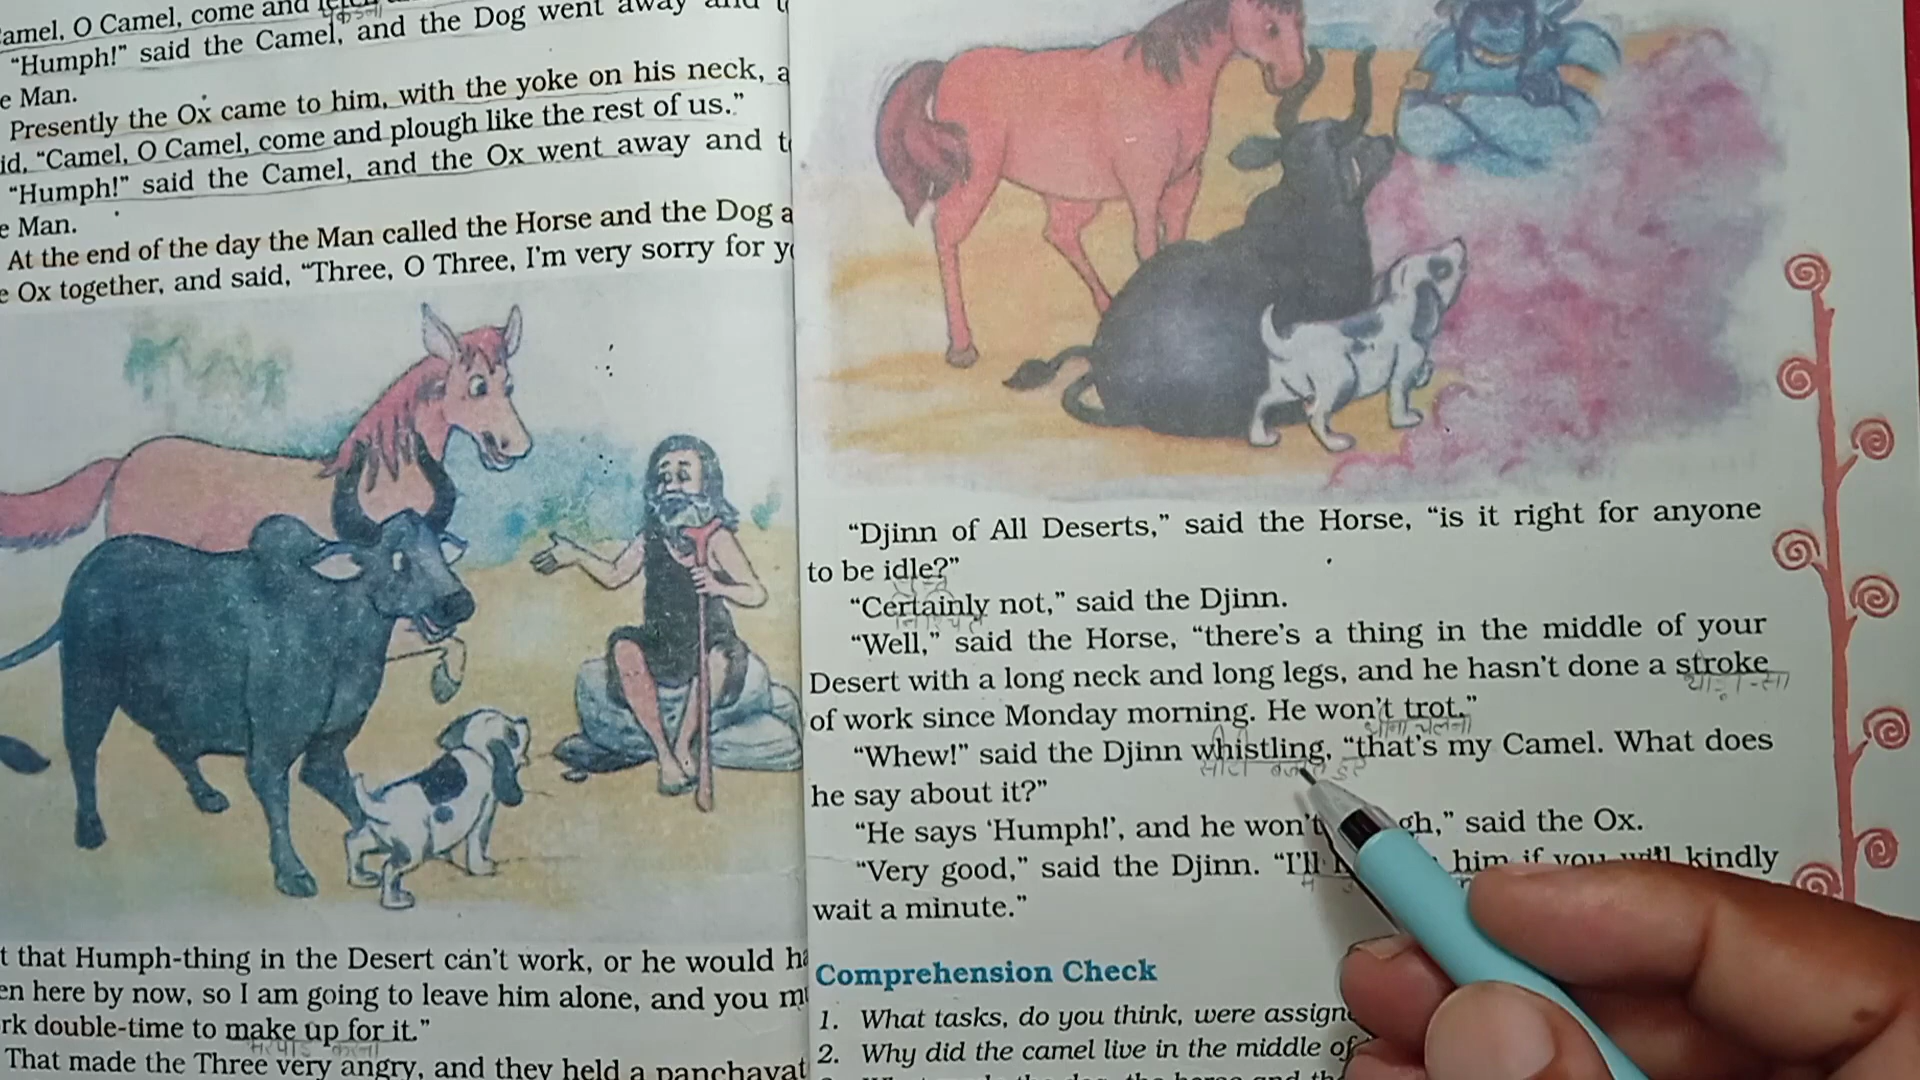 amel, O Camel, come and
"Humph!" said the Camel, and the Dog went away and t
e Man.
Presently the Ox came to him, with the yoke on his neck, a
id, "Camel, O Camel, come and plough like the rest of us."
"Humph!" said the Camel, and the Ox went away and t
e Man.
At the end of the day the Man called the Horse and the Dog a
e Ox together, and said, "Three, O Three, I'm very sorry for y
t that Humph-thing in the Desert can't work, or he would ha
en here by now, so I am going to leave him alone, and you m
rk double-time to make up for it."
That made the Three very angry, and they held a panchayat
"Djinn of All Deserts," said the Horse, "is it right for anyone
to be idle?"
"Certainly not," said the Djinn.
"Well," said the Horse, "there's a thing in the middle of your
Desert with a long neck and long legs, and he hasn't done a stroke
of work since Monday morning. He won't trot."
"Whew!" said the Djinn whistling, "that's my Camel. What does
he say about it?"
"He says 'Humph!', and he won't gh," said the Ox.
"Very good," said the Djinn. "I'll him if you will kindly
wait a minute."
Comprehension Check
1. What tasks, do you think, were assign
2. Why did the camel live in the middle of